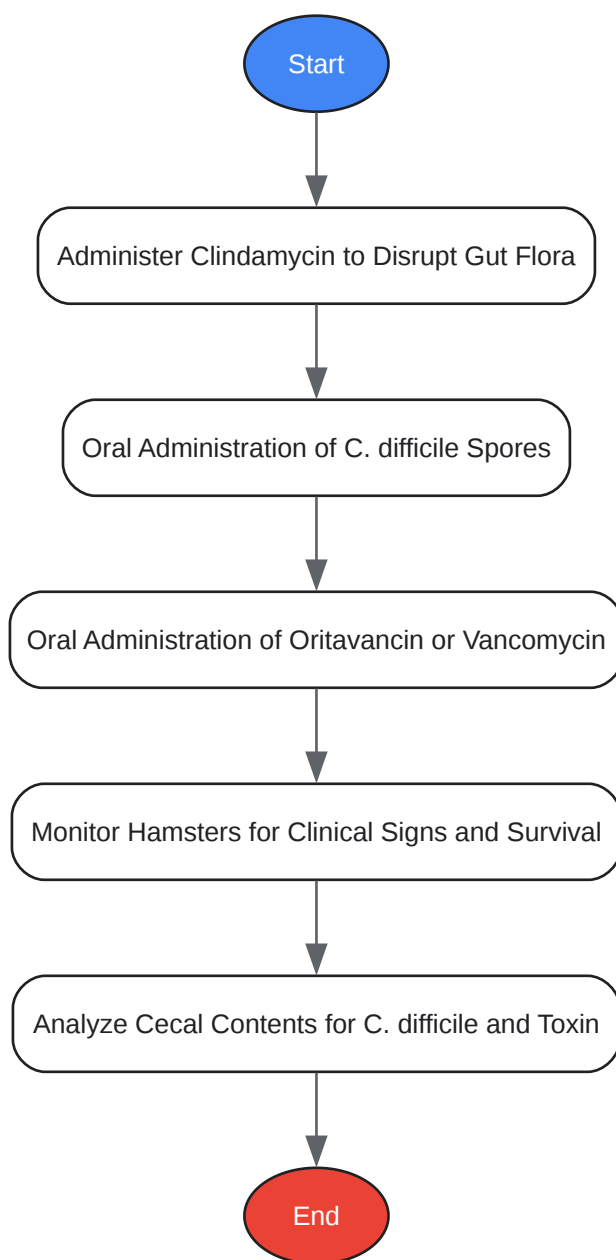 Start
Administer Clindamycin to Disrupt Gut Flora
Oral Administration of C. difficile Spores
Oral Administration of Oritavancin or Vancomycin
Monitor Hamsters for Clinical Signs and Survival
Analyze Cecal Contents for C. difficile and Toxin
End